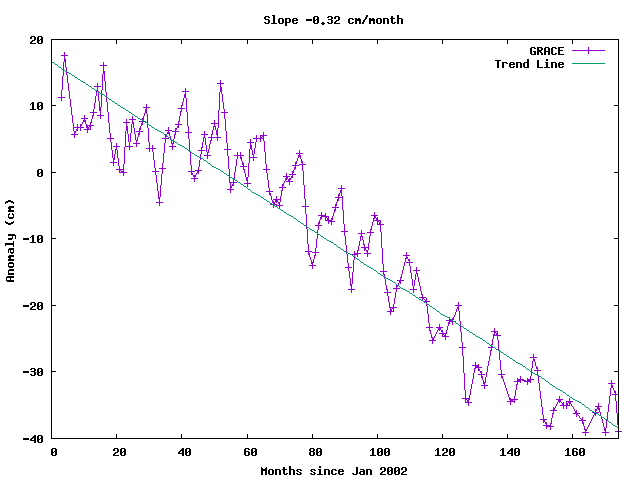 Slope -0.32 cm/month
GRACE
Trend Line
20
10
0
-10
-20
-30
-40
Anomaly (cm)
0 20 40 60 80 100 120 140 160
Months since Jan 2002